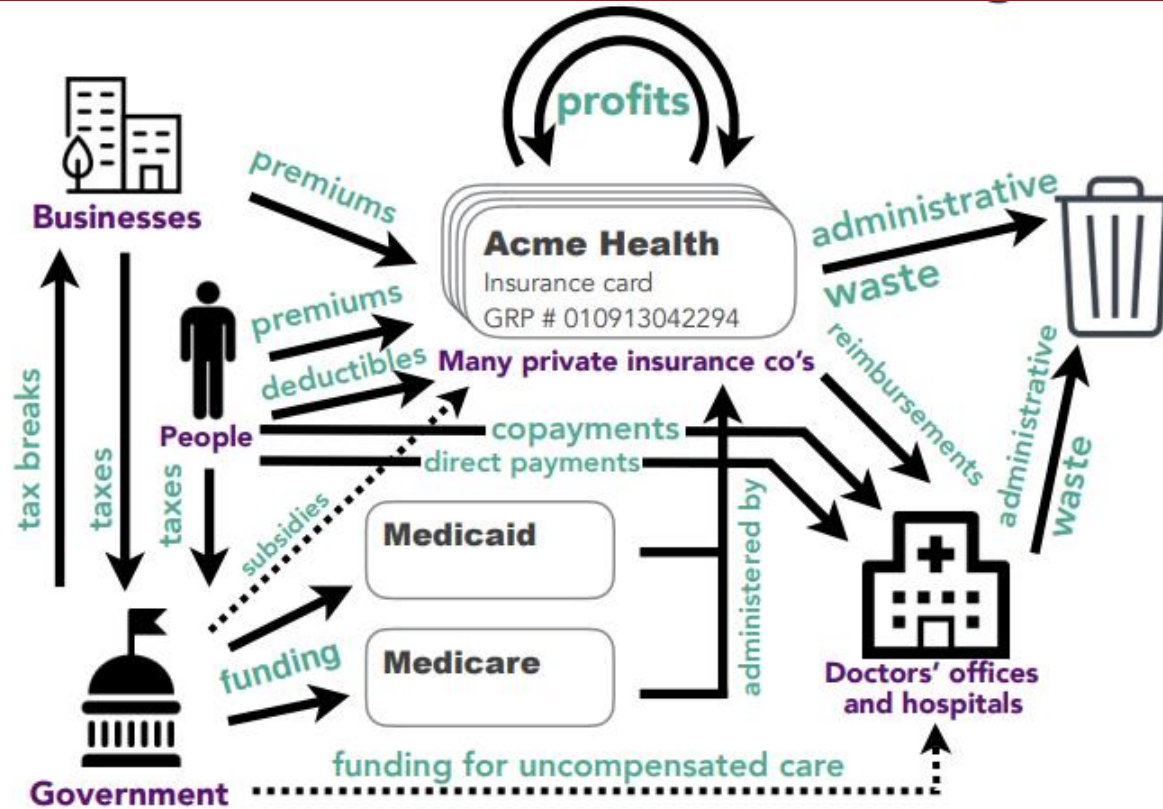 profits
Businesses
premiums
Acme Health
Insurance card
GRP # 010913042294
Many private insurance co's
administrative
waste
premiums
deductibles
People
copayments
direct payments
reimbursements
administrative
waste
tax breaks
taxes
taxes
subsidies
Medicaid
Medicare
administered by
funding
Doctors' offices
and hospitals
funding for uncompensated care
Government